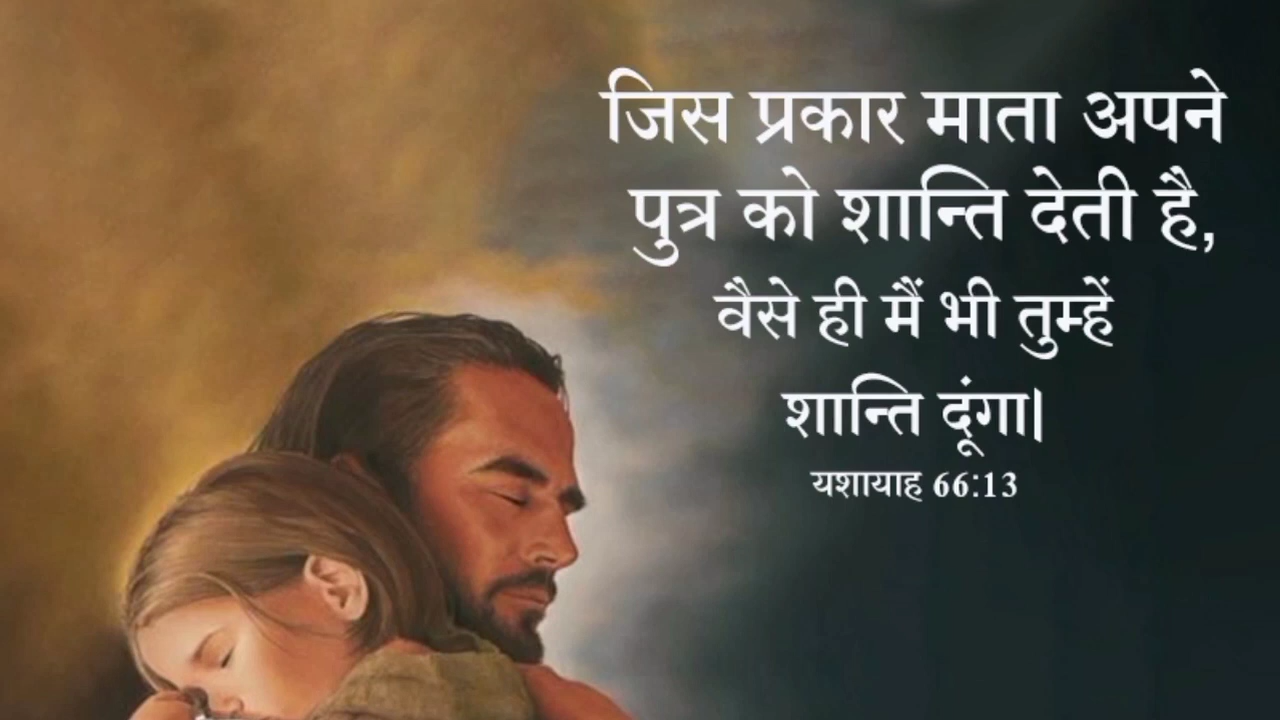 जिस प्रकार माता अपने
पुत्र को शान्ति देती है,
वैसे ही मैं भी तुम्हें
शान्ति दूंगा।
यशायाह 66:13